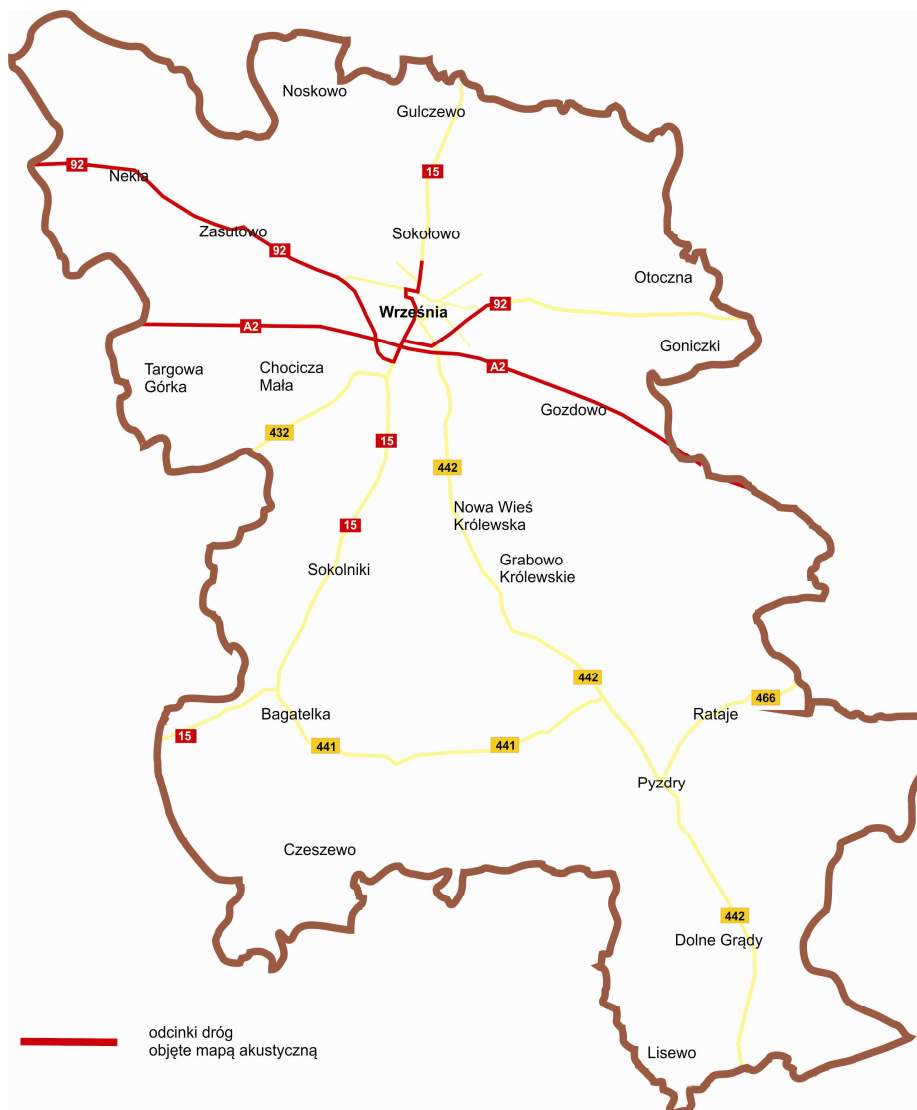 Noskowo
Gulczewo
92
15
Nekla
Zasutowo
Sokołowo
92
Otoczna
92
Września
A2
Goniczki
Targowa
Górka
Chocicza
Mała
A2
Gozdowo
432
15
442
Nowa Wieś
Królewska
15
Sokolniki
Grabowo
Królewskie
442
466
Bagatelka
Rataje
15
441
441
Pyzdry
Czeszewo
442
Dolne Grądy
odcinki dróg
objęte mapą akustyczną
Lisewo